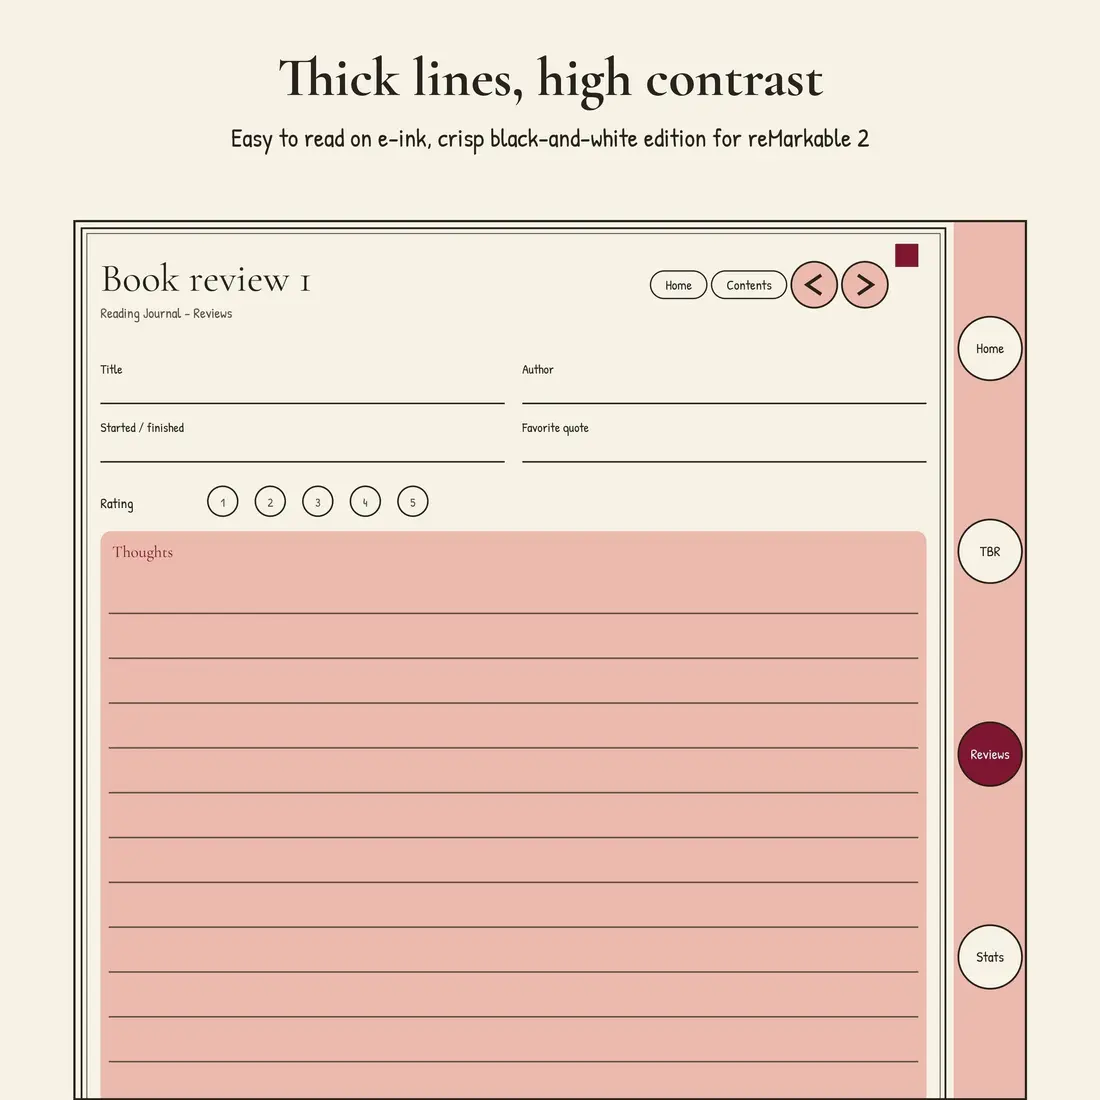 Thick lines, high contrast
Easy to read on e-ink, crisp black-and-white edition for reMarkable 2
Book review 1
Home
Contents
<
>
Reading Journal - Reviews
Title
Author
Started / finished
Favorite quote
Rating
1
2
3
4
5
Thoughts
Home
TBR
Reviews
Stats